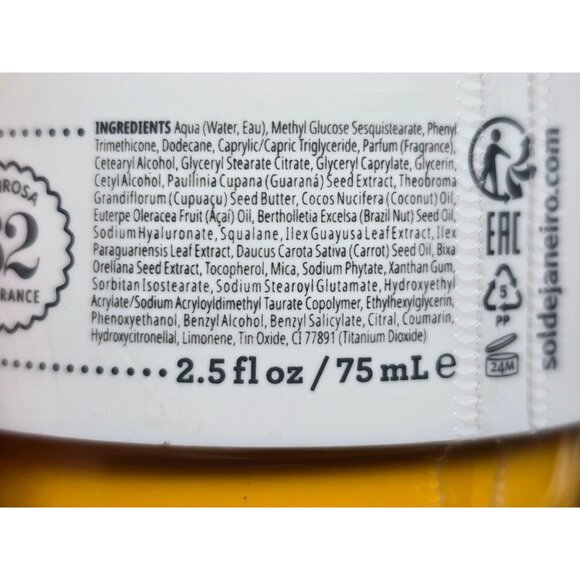 INGREDIENTS Aqua (Water, Eau), Methyl Glucose Sesquistearate, Phenyl
Trimethicone, Dodecane, Caprylic/Capric Triglyceride, Parfum (Fragrance),
Cetearyl Alcohol, Glyceryl Stearate Citrate, Glyceryl Caprylate, Glycerin,
Cetyl Alcohol, Paullinia Cupana (Guaraná) Seed Extract, Theobroma
Grandiflorum (Cupuaçu) Seed Butter, Cocos Nucifera (Coconut) Oil,
Euterpe Oleracea Fruit (Açaí) Oil, Bertholletia Excelsa (Brazil Nut) Seed Oil,
Sodium Hyaluronate, Squalane, Ilex Guayusa Leaf Extract, Ilex
Paraguariensis Leaf Extract, Daucus Carota Sativa (Carrot) Seed Oil, Bixa
Orellana Seed Extract, Tocopherol, Mica, Sodium Phytate, Xanthan Gum,
Sorbitan Isostearate, Sodium Stearoyl Glutamate, Hydroxyethyl
Acrylate/Sodium Acryloyldimethyl Taurate Copolymer, Ethylhexylglycerin,
Phenoxyethanol, Benzyl Alcohol, Benzyl Salicylate, Citral, Coumarin,
Hydroxycitronellal, Limonene, Tin Oxide, CI 77891 (Titanium Dioxide)
2.5 fl oz / 75 mL e
IROSA
62
RANCE
EAC
5
PP
24M
soldejaneiro.com